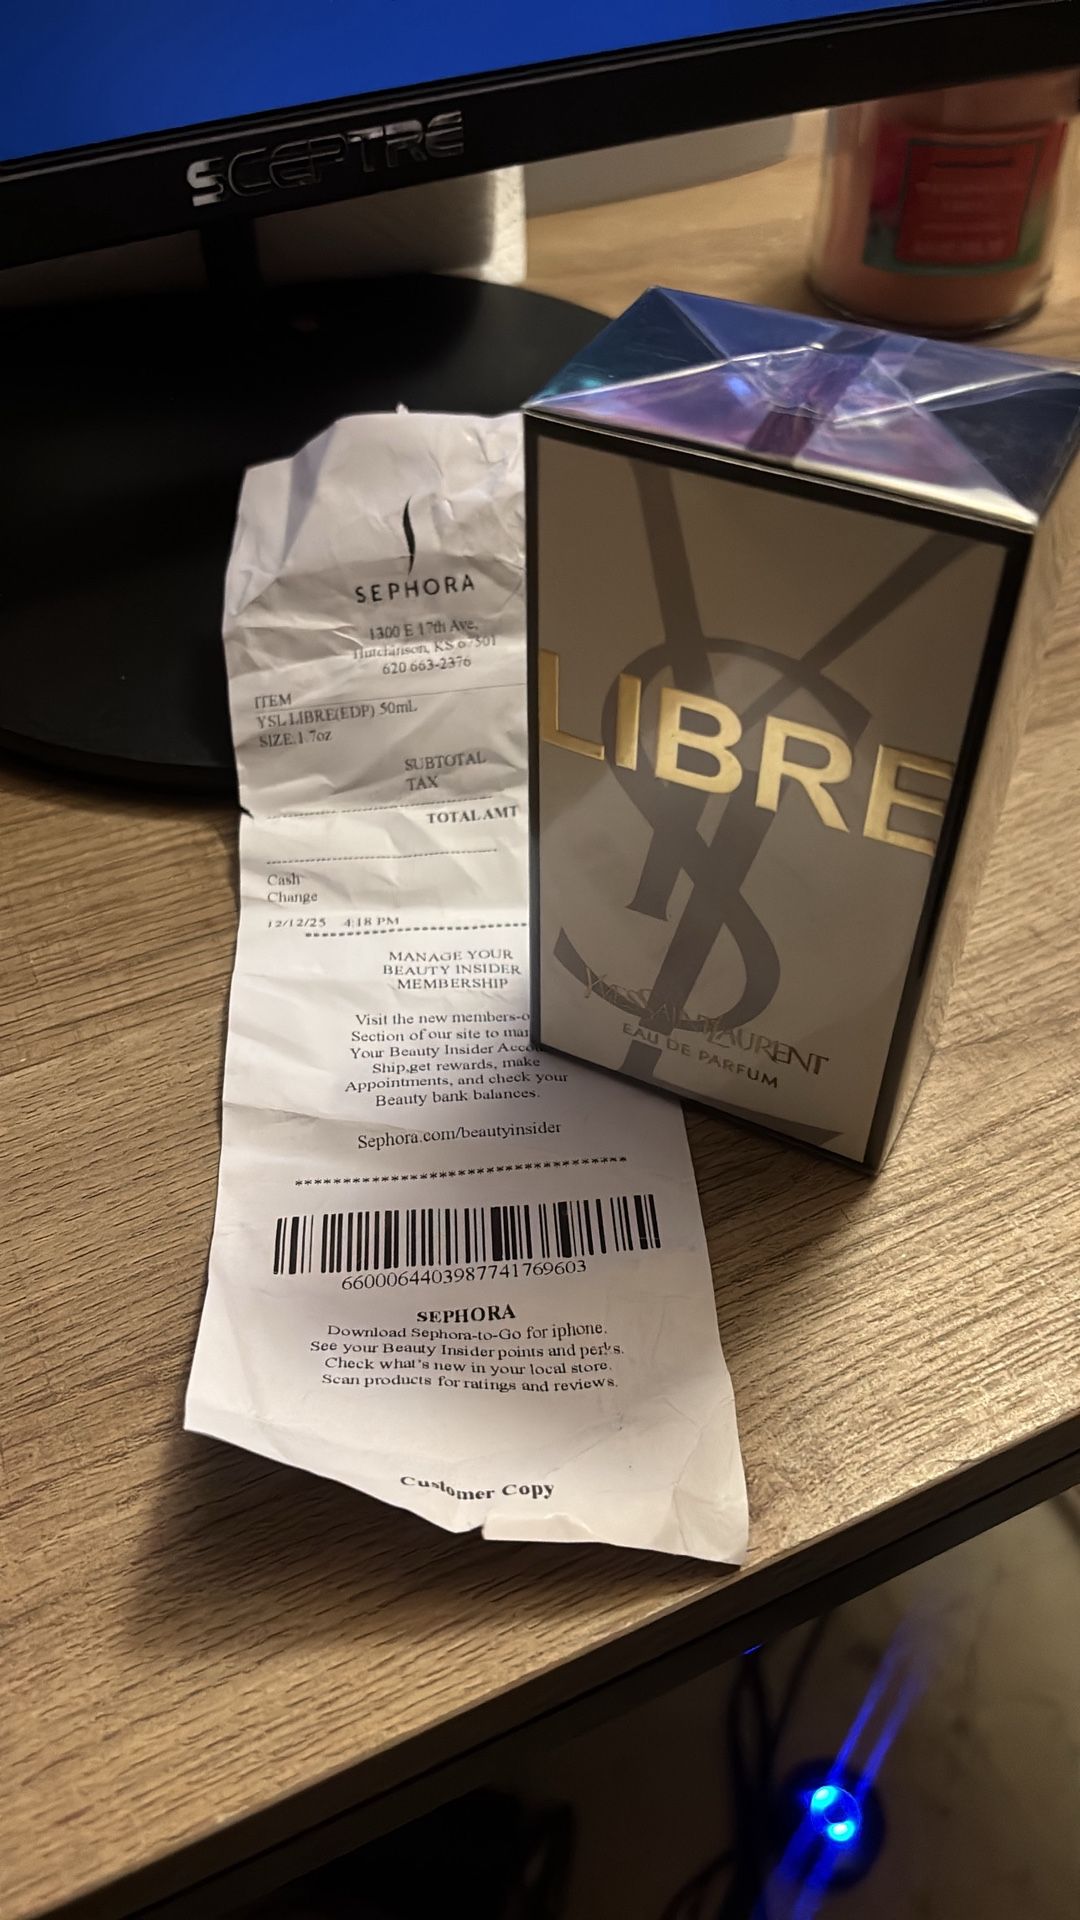 SCEPTRE
SEPHORA
1300 E 17th Ave,
Hutchinson, KS 67501
620 663-2376
ITEM
YSL LIBRE(EDP) 50mL
SIZE.1.7oz
SUBTOTAL
TAX
TOTAL AMT
Cash
Change
12/12/25 4:18 PM
MANAGE YOUR
BEAUTY INSIDER
MEMBERSHIP
Visit the new members-o
Section of our site to man
Your Beauty Insider Acco
Ship,get rewards, make
Appointments, and check your
Beauty bank balances.
Sephora.com/beautyinsider
************************************
6600064403987741769603
SEPHORA
Download Sephora-to-Go for iphone.
See your Beauty Insider points and perks.
Check what's new in your local store.
Scan products for ratings and reviews.
Customer Copy
LIBRE
YSL
YVESSAINTLAURENT
EAU DE PARFUM